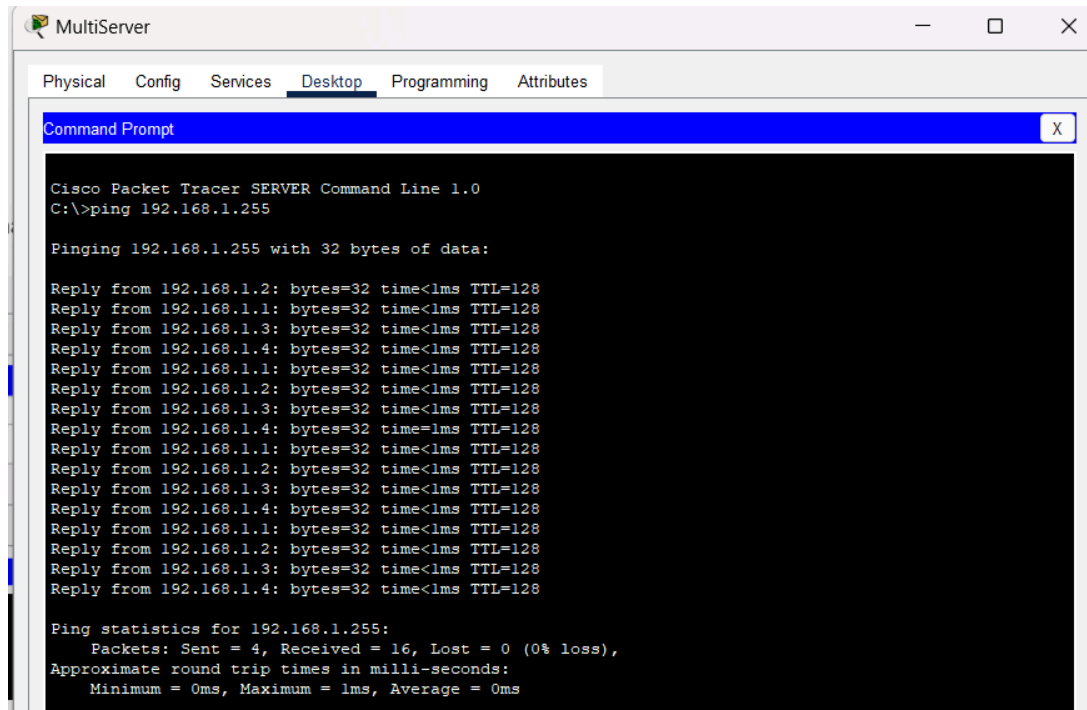 MultiServer
Physical Config Services Desktop Programming Attributes
Command Prompt
X
Cisco Packet Tracer SERVER Command Line 1.0
C:\>ping 192.168.1.255
Pinging 192.168.1.255 with 32 bytes of data:
Reply from 192.168.1.2: bytes=32 time<1ms TTL=128
Reply from 192.168.1.1: bytes=32 time<1ms TTL=128
Reply from 192.168.1.3: bytes=32 time<1ms TTL=128
Reply from 192.168.1.4: bytes=32 time<1ms TTL=128
Reply from 192.168.1.1: bytes=32 time<1ms TTL=128
Reply from 192.168.1.2: bytes=32 time<1ms TTL=128
Reply from 192.168.1.3: bytes=32 time<1ms TTL=128
Reply from 192.168.1.4: bytes=32 time=1ms TTL=128
Reply from 192.168.1.1: bytes=32 time<1ms TTL=128
Reply from 192.168.1.2: bytes=32 time<1ms TTL=128
Reply from 192.168.1.3: bytes=32 time<1ms TTL=128
Reply from 192.168.1.4: bytes=32 time<1ms TTL=128
Reply from 192.168.1.1: bytes=32 time<1ms TTL=128
Reply from 192.168.1.2: bytes=32 time<1ms TTL=128
Reply from 192.168.1.3: bytes=32 time<1ms TTL=128
Reply from 192.168.1.4: bytes=32 time<1ms TTL=128
Ping statistics for 192.168.1.255:
Packets: Sent = 4, Received = 16, Lost = 0 (0% loss),
Approximate round trip times in milli-seconds:
Minimum = 0ms, Maximum = 1ms, Average = 0ms